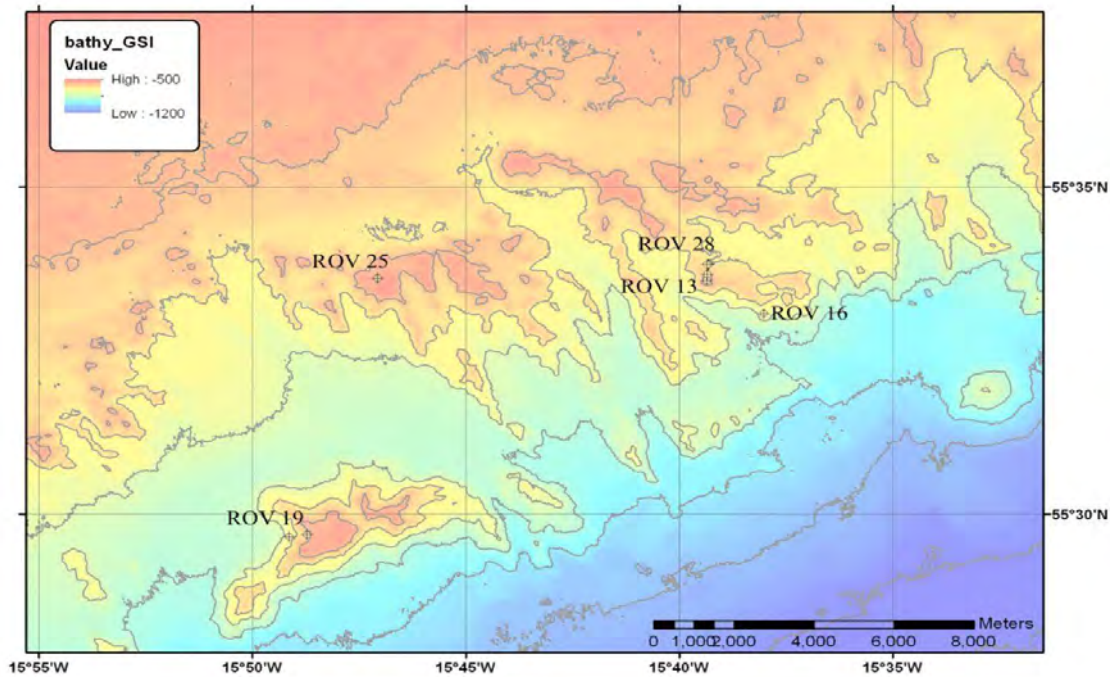 bathy_GSI
Value
High : -500
Low : -1200
55°35'N
ROV 28
ROV 25
ROV 13
ROV 16
55°30'N
ROV 19
Meters
0 1,000 2,000 4,000 6,000 8,000
15°55'W 15°50'W 15°45'W 15°40'W 15°35'W